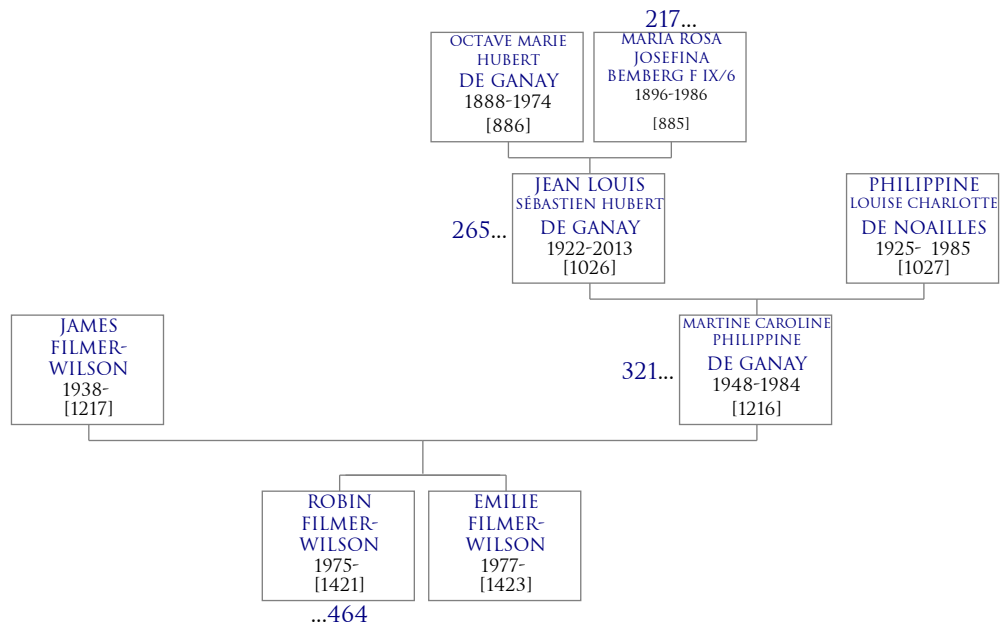 217...
OCTAVE MARIE
HUBERT
DE GANAY
1888-1974
[886]
MARIA ROSA
JOSEFINA
BEMBERG F IX/6
1896-1986
[885]
265...
JEAN LOUIS
SÉBASTIEN HUBERT
DE GANAY
1922-2013
[1026]
PHILIPPINE
LOUISE CHARLOTTE
DE NOAILLES
1925- 1985
[1027]
JAMES
FILMER-
WILSON
1938-
[1217]
321...
MARTINE CAROLINE
PHILIPPINE
DE GANAY
1948-1984
[1216]
ROBIN
FILMER-
WILSON
1975-
[1421]
...464
EMILIE
FILMER-
WILSON
1977-
[1423]